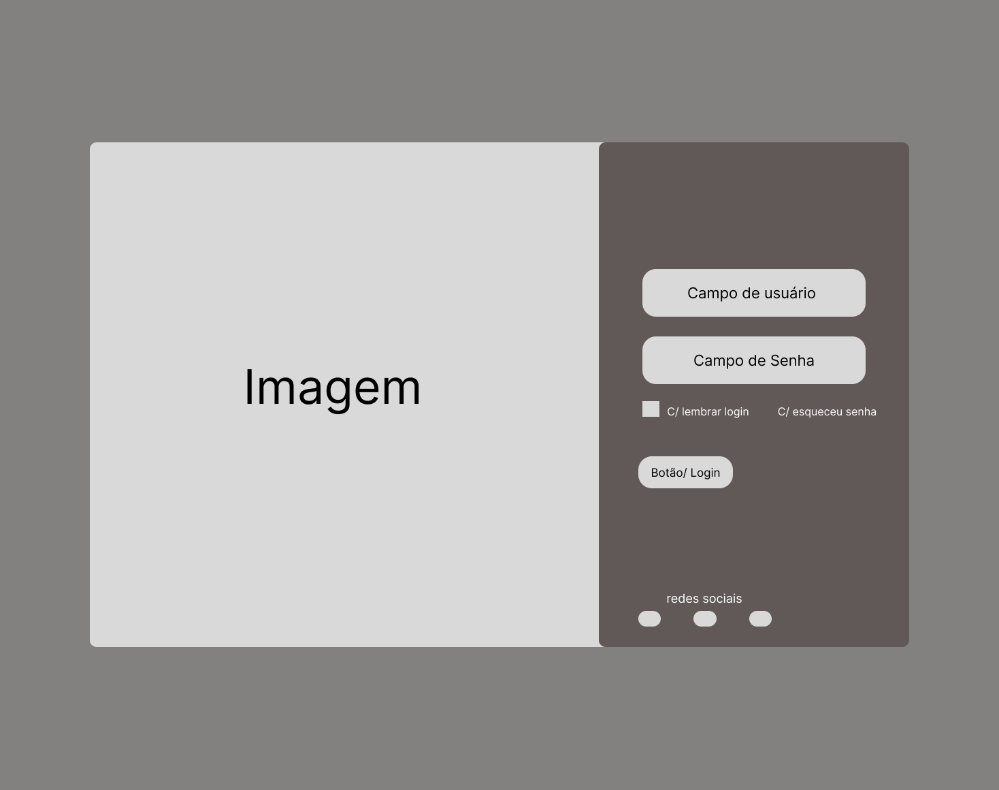 Imagem
Campo de usuário
Campo de Senha
C/ lembrar login
C/ esqueceu senha
Botão/ Login
redes sociais